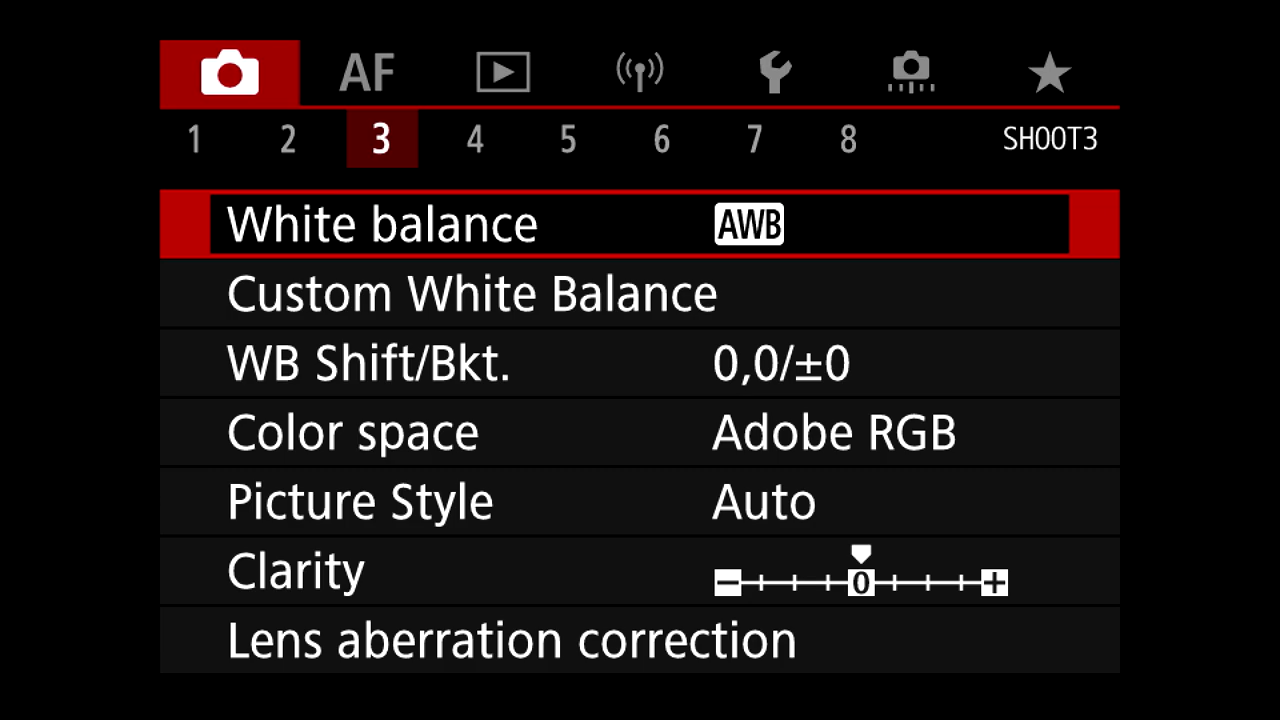 AF
1 2 3 4 5 6 7 8 SHOOT3
White balance AWB
Custom White Balance
WB Shift/Bkt. 0,0/±0
Color space Adobe RGB
Picture Style Auto
Clarity − 0 +
Lens aberration correction